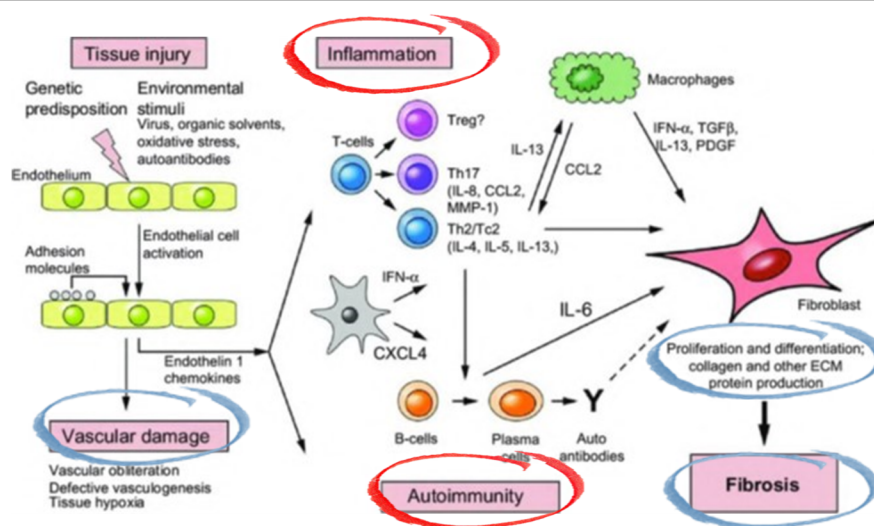 Tissue injury
Genetic
predisposition
Environmental
stimuli
Virus, organic solvents,
oxidative stress,
autoantibodies
Endothelium
Endothelial cell
activation
Adhesion
molecules
Endothelin 1
chemokines
Vascular damage
Vascular obliteration
Defective vasculogenesis
Tissue hypoxia
Inflammation
T-cells
Treg?
Th17
(IL-8, CCL2,
MMP-1)
Th2/Tc2
(IL-4, IL-5, IL-13,)
IL-13
CCL2
Macrophages
IFN-α, TGFβ,
IL-13, PDGF
IFN-α
CXCL4
IL-6
B-cells
Plasma
cells
Y
Auto
antibodies
Autoimmunity
Fibroblast
Proliferation and differentiation;
collagen and other ECM
protein production
Fibrosis